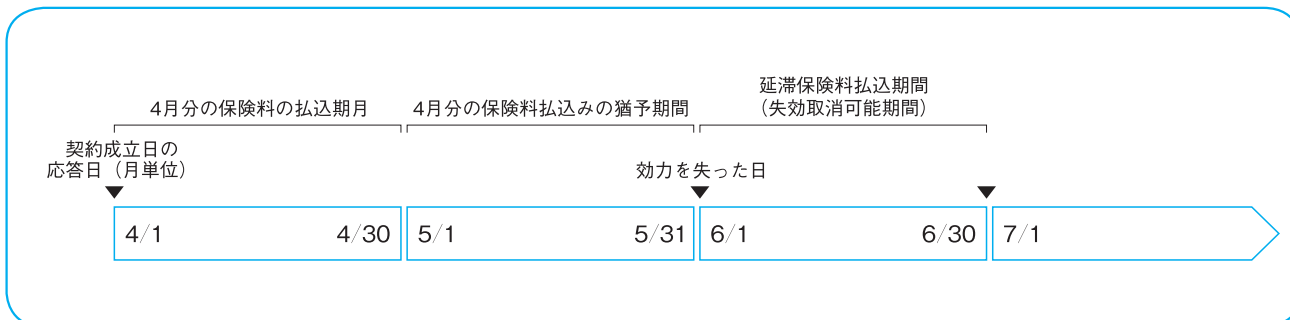 延滞保険料払込期間
4月分の保険料の払込期月
4月分の保険料払込みの猶予期間
（失効取消可能期間）
契約成立日の
応答日（月単位）
効力を失った日
4/1
4/30
5/1
5/31
6/1
6/30
7/1